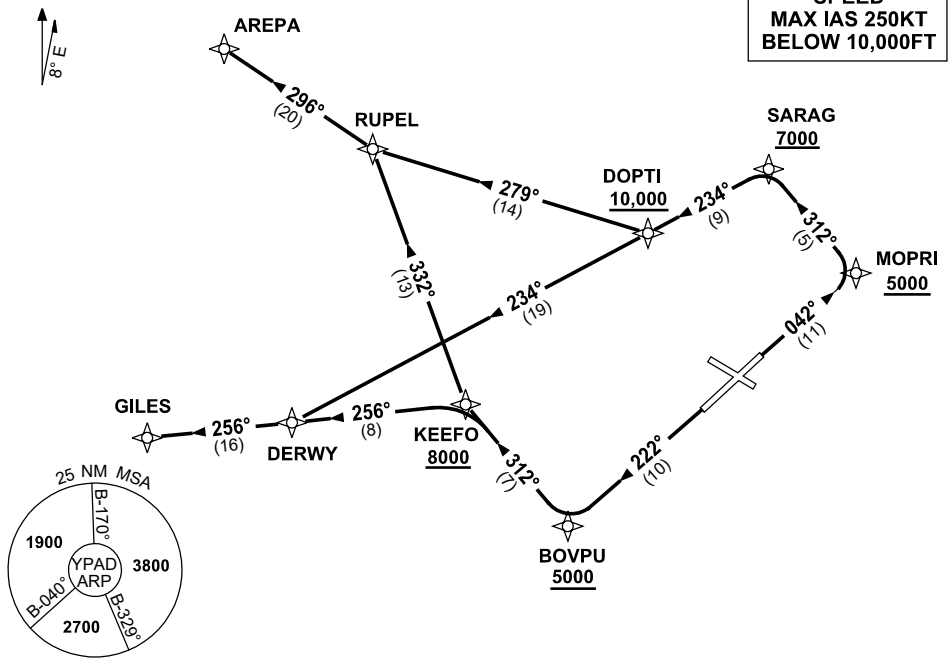 SPEED
MAX IAS 250KT
BELOW 10,000FT
8° E
AREPA
296°
(20)
RUPEL
279°
(14)
DOPTI
10,000
SARAG
7000
234°
(9)
312°
(5)
MOPRI
5000
042°
(11)
332°
(13)
234°
(19)
GILES
256°
(16)
DERWY
256°
(8)
KEEFO
8000
312°
(7)
222°
(10)
BOVPU
5000
25 NM MSA
B-170°
1900
YPAD
ARP
3800
B-040°
B-329°
2700